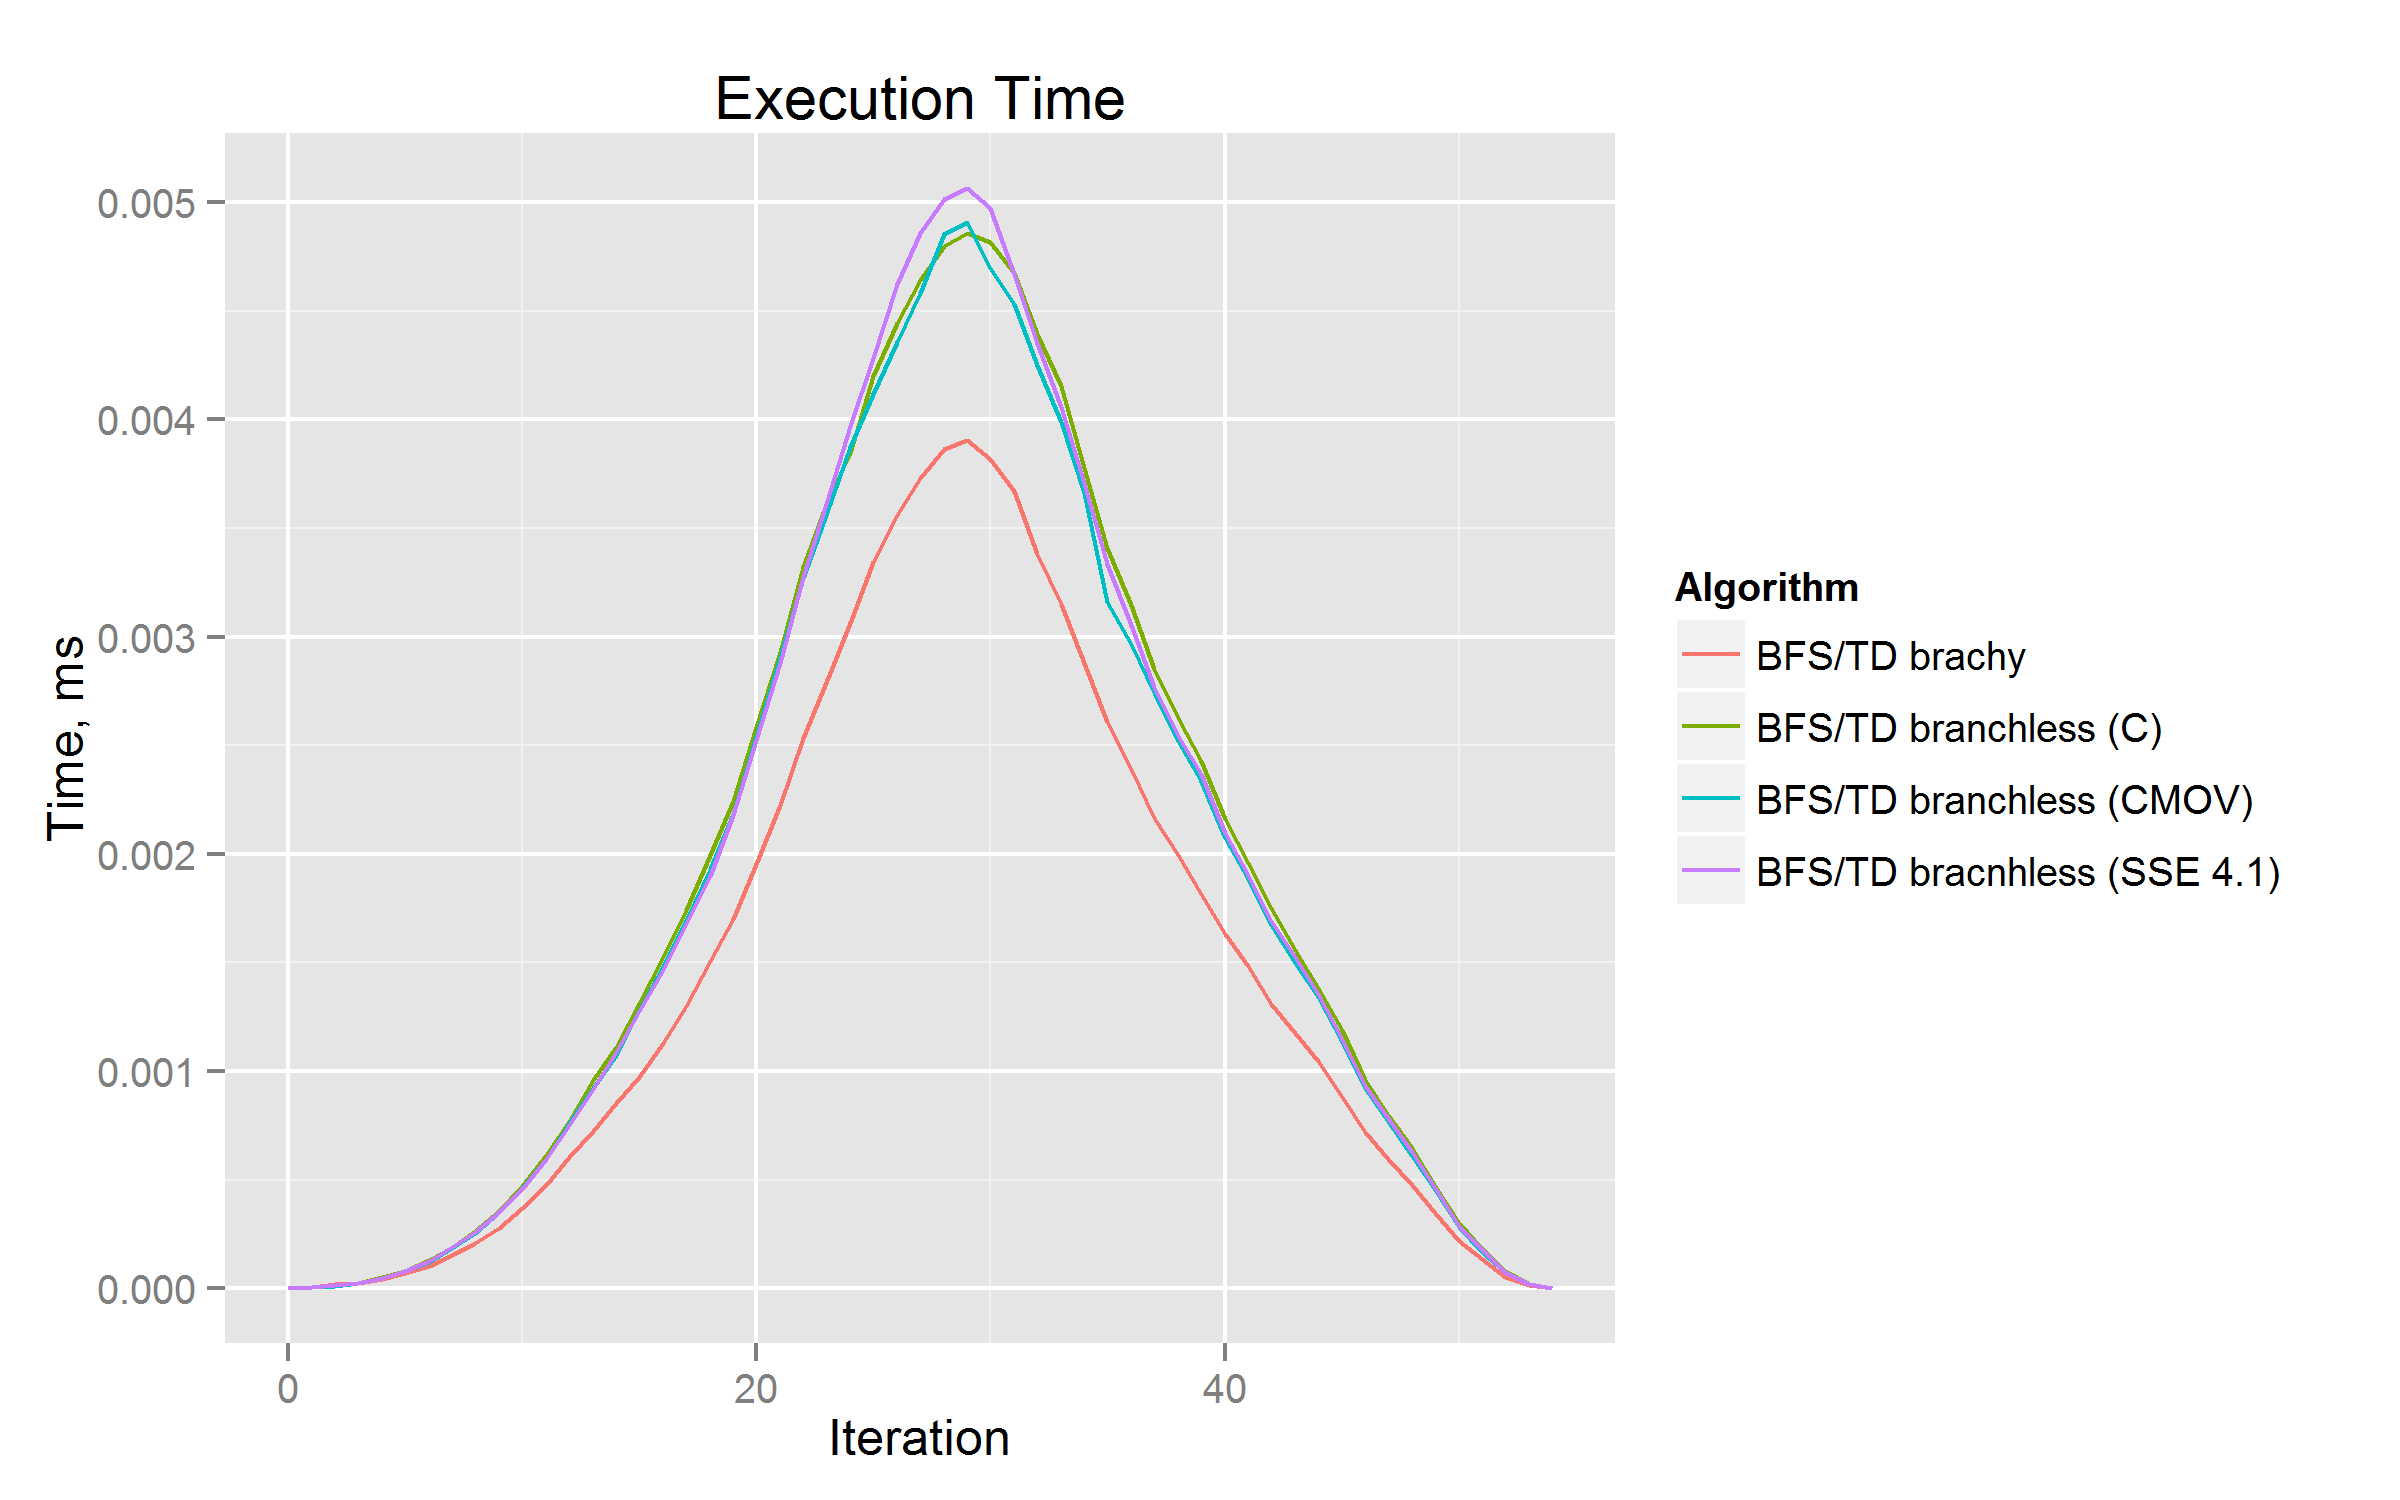 Execution Time
0.005
0.004
0.003
0.002
0.001
0.000
Time, ms
0
20
40
Iteration
Algorithm
BFS/TD brachy
BFS/TD branchless (C)
BFS/TD branchless (CMOV)
BFS/TD bracnhless (SSE 4.1)